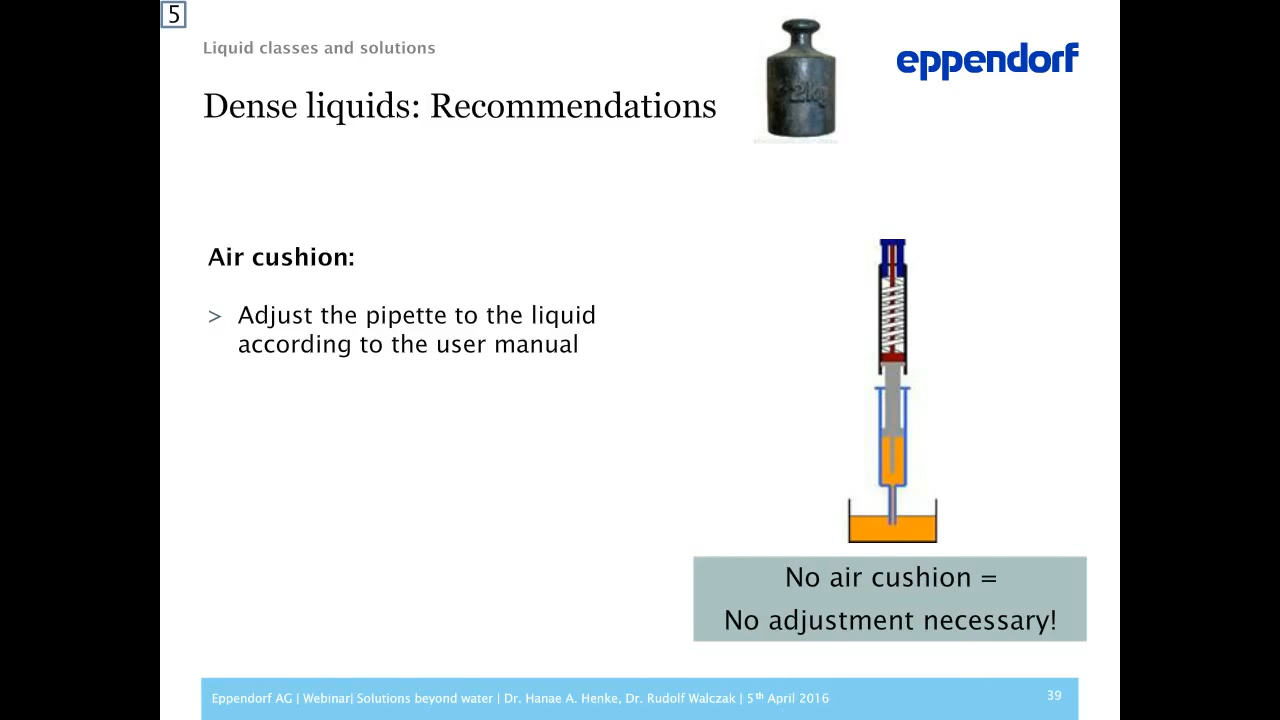 5
Liquid classes and solutions
eppendorf
Dense liquids: Recommendations
2kg
Air cushion:
> Adjust the pipette to the liquid
according to the user manual
No air cushion =
No adjustment necessary!
Eppendorf AG | Webinar| Solutions beyond water | Dr. Hanae A. Henke, Dr. Rudolf Walczak | 5th April 2016
39